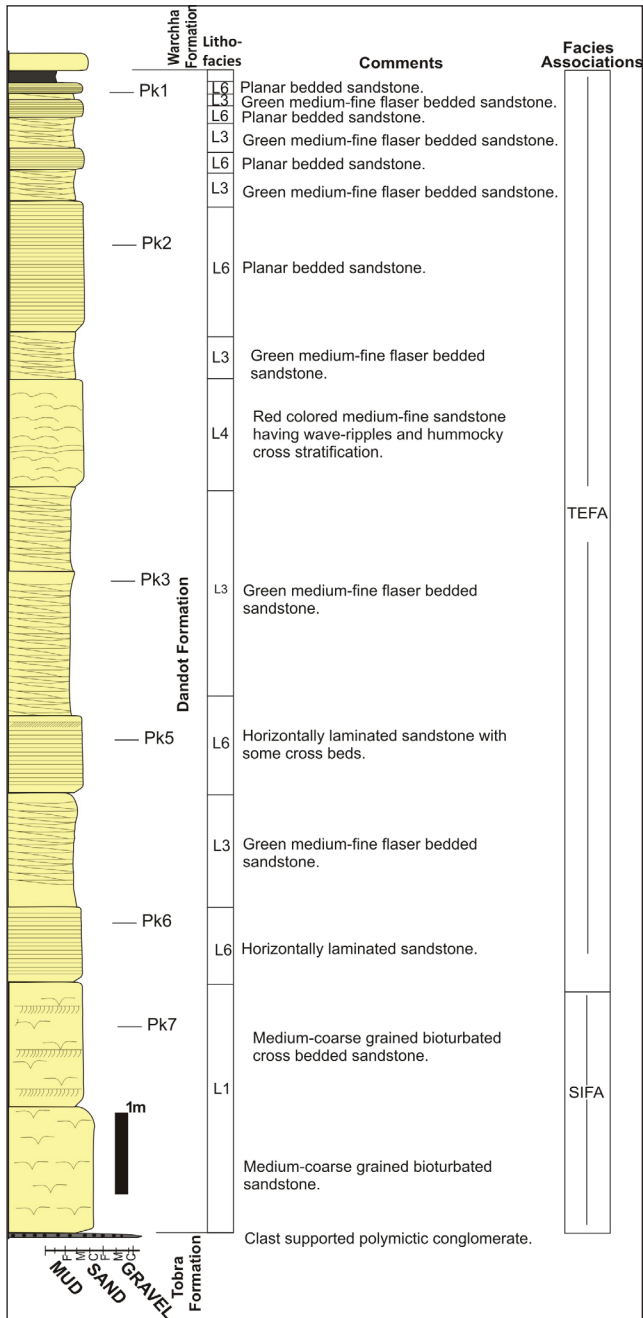 Warchha
Formation
Litho-
facies
Comments
Facies
Associations
Pk1
L6 Planar bedded sandstone.
L3 Green medium-fine flaser bedded sandstone.
L6 Planar bedded sandstone.
L3 Green medium-fine flaser bedded sandstone.
L6 Planar bedded sandstone.
L3 Green medium-fine flaser bedded sandstone.
Pk2
L6 Planar bedded sandstone.
L3 Green medium-fine flaser bedded
sandstone.
L4 Red colored medium-fine sandstone
having wave-ripples and hummocky
cross stratification.
TEFA
Pk3
Dandot Formation
L3 Green medium-fine flaser bedded
sandstone.
Pk5
L6 Horizontally laminated sandstone with
some cross beds.
L3 Green medium-fine flaser bedded
sandstone.
Pk6
L6 Horizontally laminated sandstone.
Pk7
Medium-coarse grained bioturbated
cross bedded sandstone.
L1
SIFA
1m
Medium-coarse grained bioturbated
sandstone.
Clast supported polymictic conglomerate.
Tobra
Formation
F M C F M C
MUD SAND GRAVEL